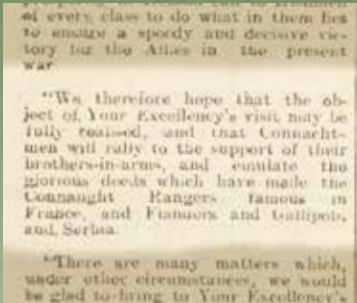 of every class to do what in them lies
to ensure a speedy and decisive vic-
tory for the Allies in the present
war.
"We therefore hope that the ob-
ject of Your Excellency's visit may be
fully realised, and that Connacht-
men will rally to the support of their
brothers-in-arms, and emulate the
glorious deeds which have made the
Connaught Rangers famous in
France, and Flanders and Gallipoli,
and Serbia.
"There are many matters which,
under other circumstances, we would
be glad to bring to Your Excellency's